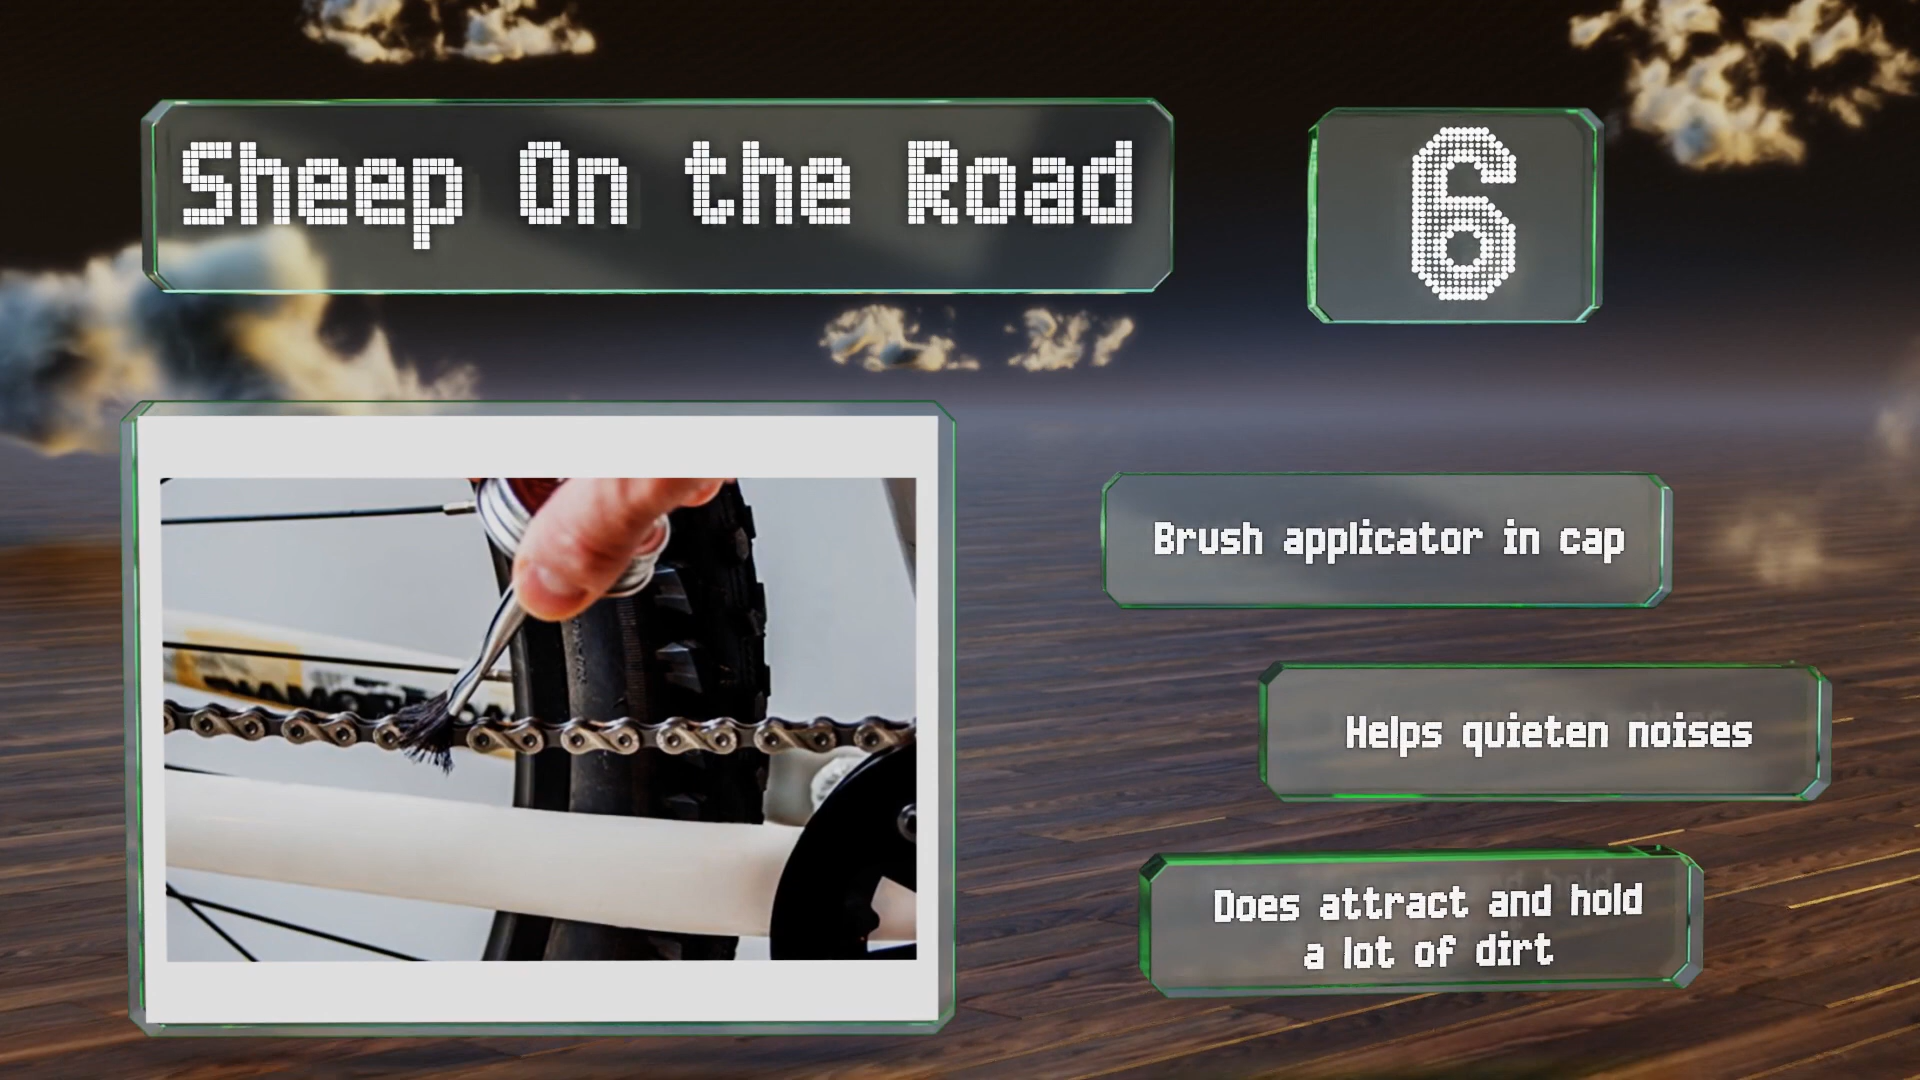 Sheep On the Road
6
Brush applicator in cap
Helps quieten noises
Does attract and hold
a lot of dirt